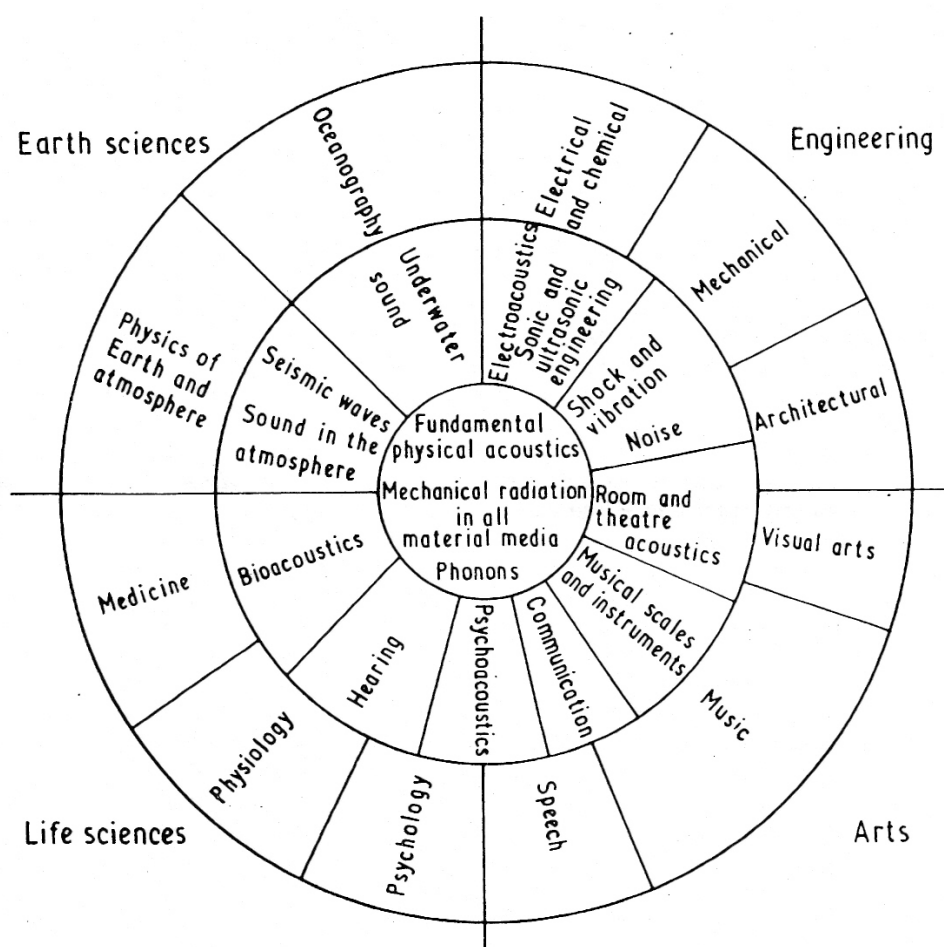 Earth sciences
Engineering
Life sciences
Arts
Oceanography
Electrical
and chemical
Mechanical
Architectural
Visual arts
Music
Speech
Psychology
Physiology
Medicine
Physics of
Earth and
atmosphere
Underwater
sound
Electroacoustics
Sonic and
ultrasonic
engineering
Shock and
vibration
Noise
Room and
theatre
acoustics
Musical scales
and instruments
Communication
Psychoacoustics
Hearing
Bioacoustics
Seismic waves
Sound in the
atmosphere
Fundamental
physical acoustics
Mechanical radiation
in all
material media
Phonons